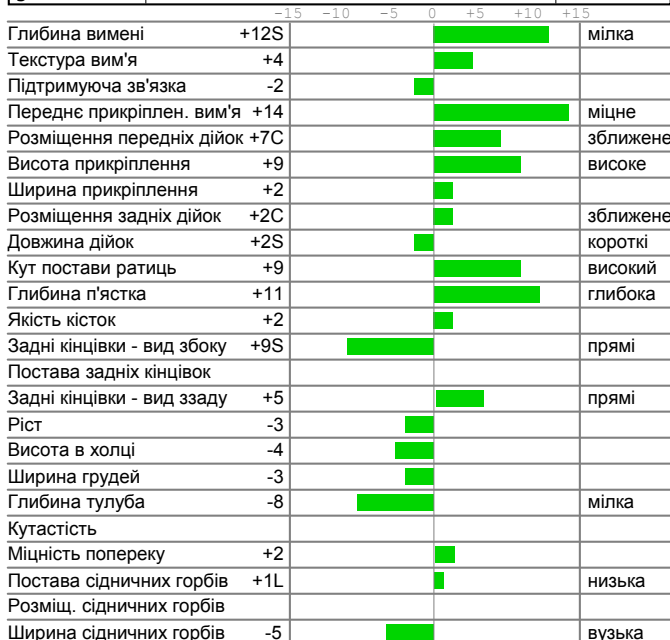 -15 -10 -5 0 +5 +10 +15
Глибина вимені +12S мілка
Текстура вим'я +4
Підтримуюча зв'язка -2
Переднє прикріплен. вим'я +14 міцне
Розміщення передніх дійок +7C зближене
Висота прикріплення +9 високе
Ширина прикріплення +2
Розміщення задніх дійок +2C зближене
Довжина дійок +2S короткі
Кут постави ратиць +9 високий
Глибина п'ястка +11 глибока
Якість кісток +2
Задні кінцівки - вид збоку +9S прямі
Постава задніх кінцівок
Задні кінцівки - вид ззаду +5 прямі
Ріст -3
Висота в холці -4
Ширина грудей -3
Глибина тулуба -8 мілка
Кутастість
Міцність попереку +2
Постава сідничних горбів +1L низька
Розміщ. сідничних горбів
Ширина сідничних горбів -5 вузька